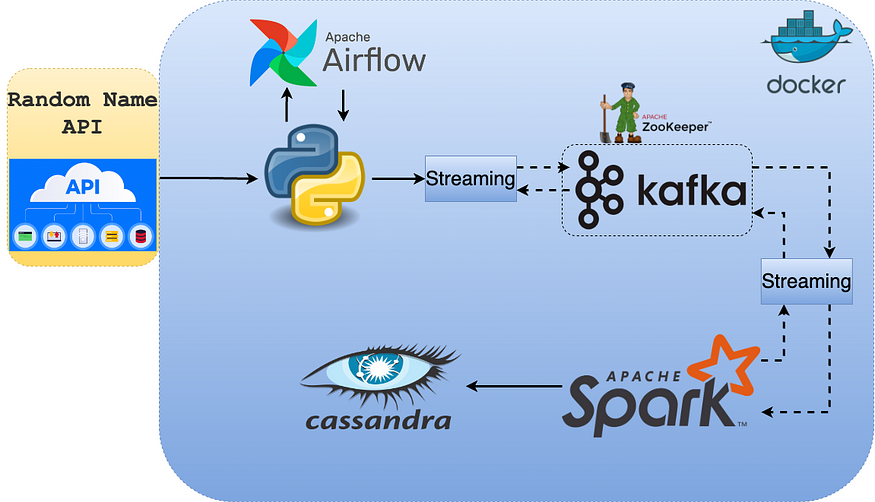 Apache
Airflow
docker
Random Name
API
API
APACHE
ZooKeeper™
Streaming
kafka
Streaming
APACHE
Spark™
cassandra